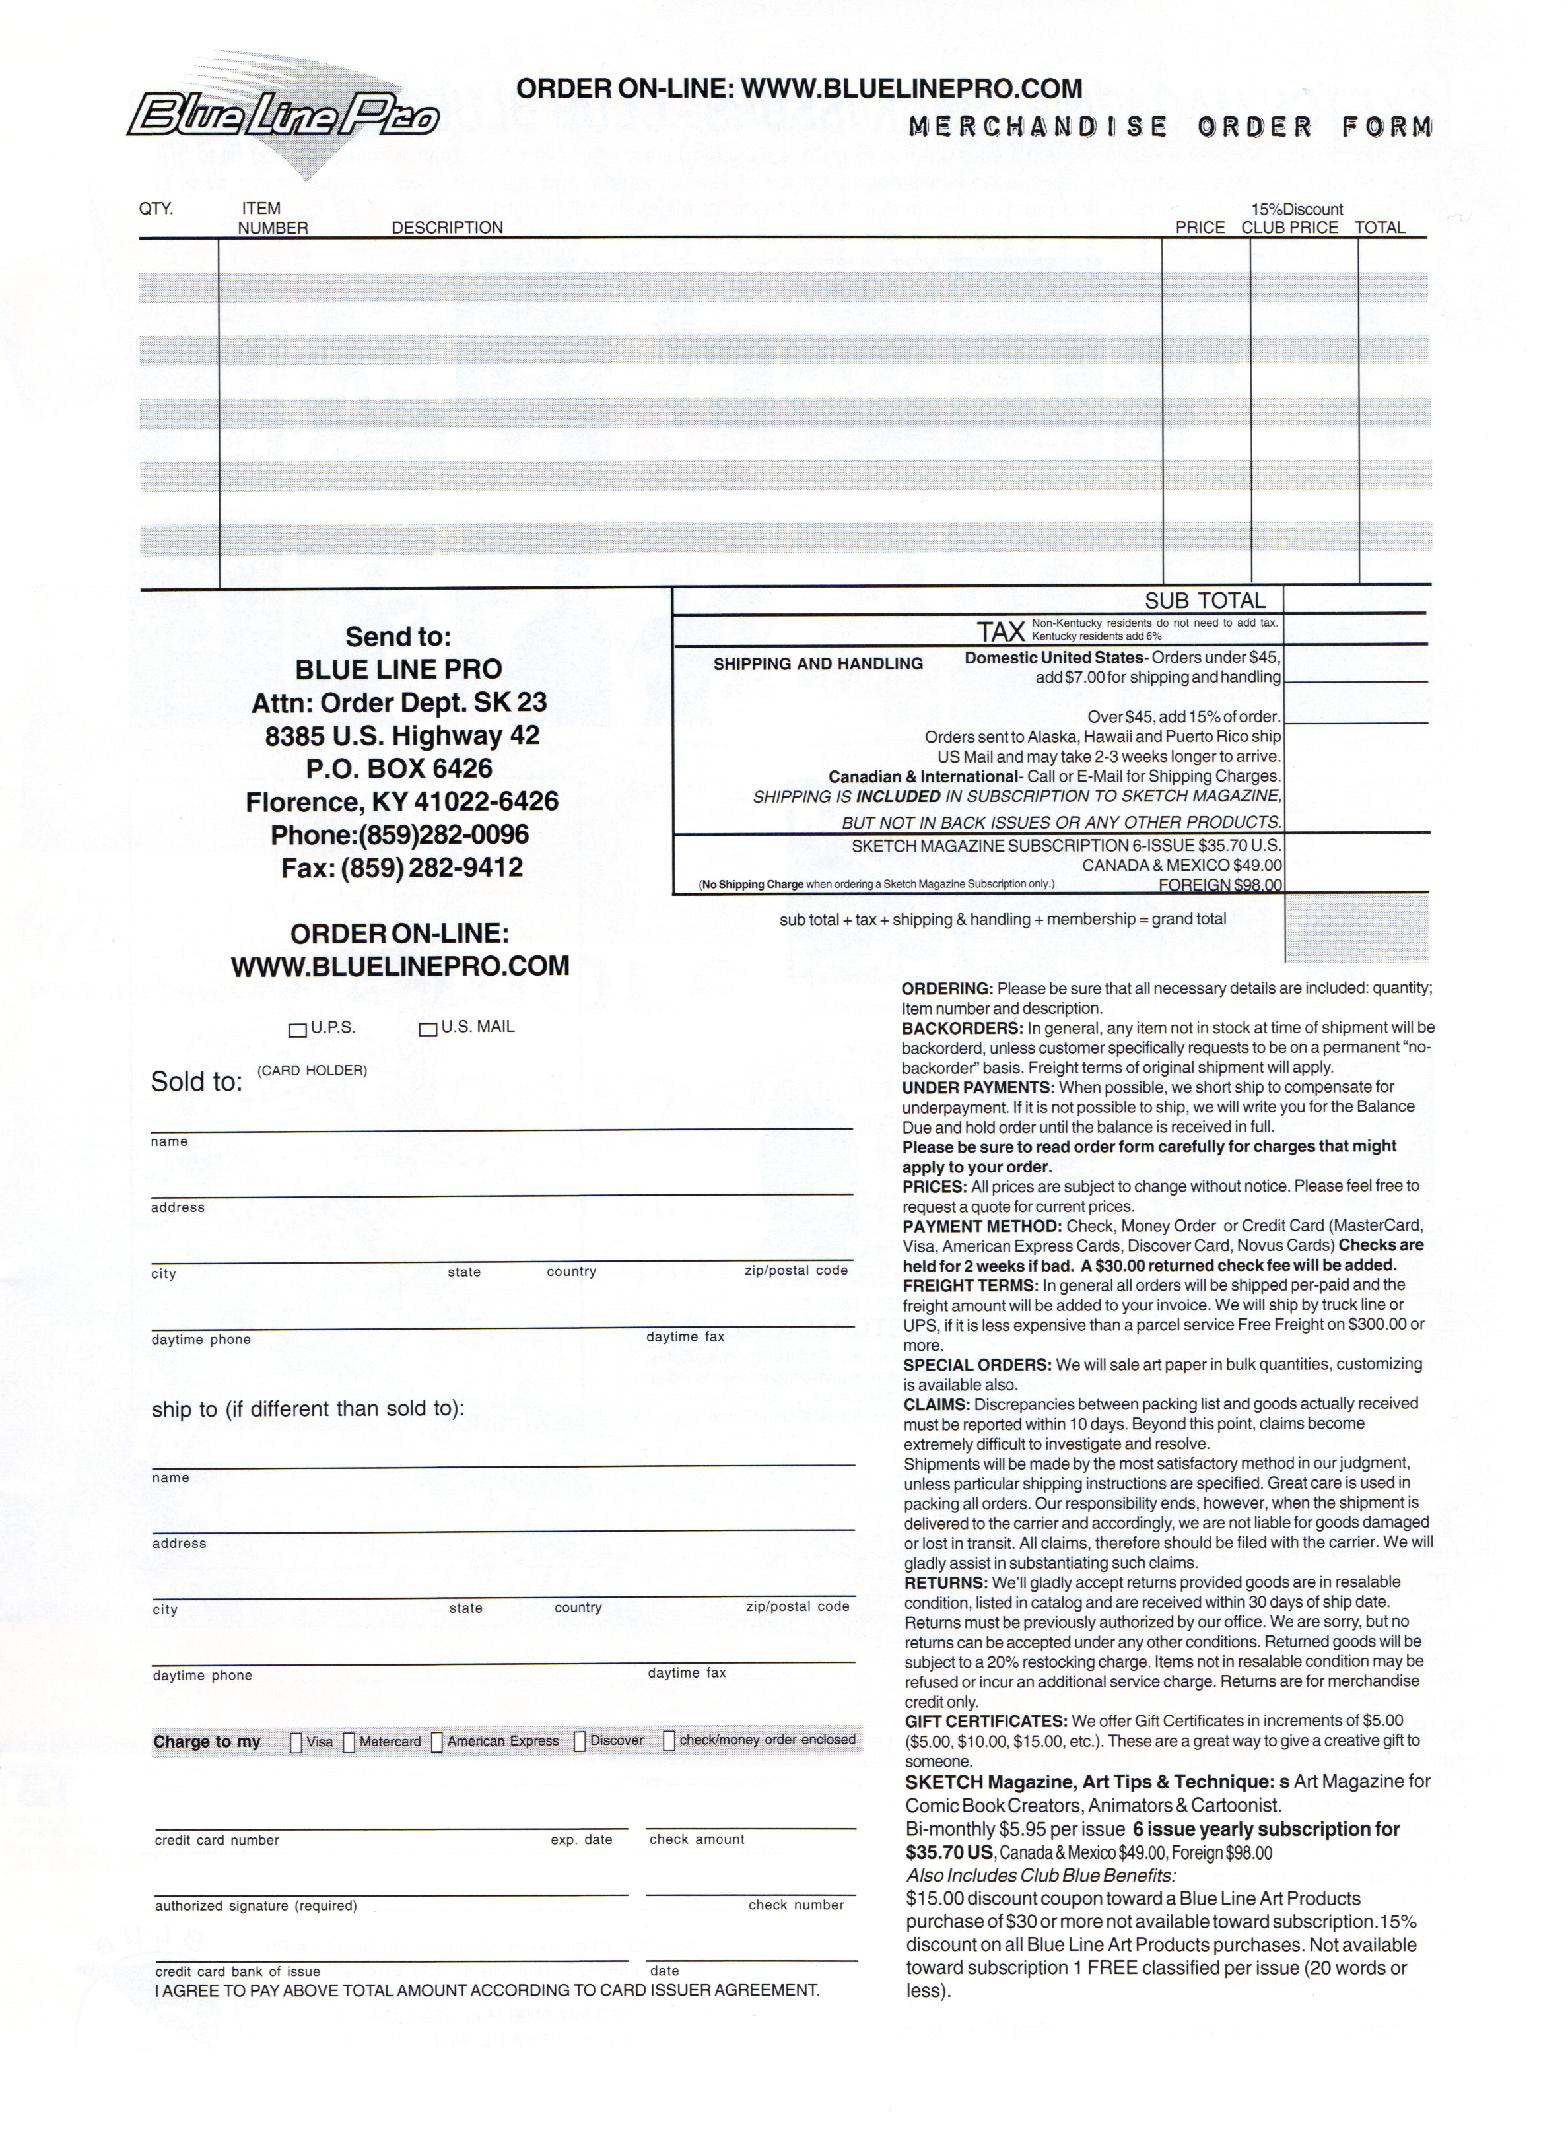 Blue Line Pro
ORDER ON-LINE: WWW.BLUELINEPRO.COM
MERCHANDISE ORDER FORM
QTY.
ITEM
NUMBER
DESCRIPTION
PRICE
15%Discount
CLUB PRICE
TOTAL
SUB TOTAL
TAX Non-Kentucky residents do not need to add tax.
Kentucky residents add 6%
SHIPPING AND HANDLING
Domestic United States- Orders under $45,
add $7.00 for shipping and handling
Over $45, add 15% of order.
Orders sent to Alaska, Hawaii and Puerto Rico ship
US Mail and may take 2-3 weeks longer to arrive.
Canadian & International- Call or E-Mail for Shipping Charges.
SHIPPING IS INCLUDED IN SUBSCRIPTION TO SKETCH MAGAZINE,
BUT NOT IN BACK ISSUES OR ANY OTHER PRODUCTS.
SKETCH MAGAZINE SUBSCRIPTION 6-ISSUE $35.70 U.S.
CANADA & MEXICO $49.00
(No Shipping Charge when ordering a Sketch Magazine Subscription only.) FOREIGN $98.00
sub total + tax + shipping & handling + membership = grand total
Send to:
BLUE LINE PRO
Attn: Order Dept. SK 23
8385 U.S. Highway 42
P.O. BOX 6426
Florence, KY 41022-6426
Phone:(859)282-0096
Fax: (859) 282-9412
ORDER ON-LINE:
WWW.BLUELINEPRO.COM
U.P.S. U.S. MAIL
Sold to: (CARD HOLDER)
name
address
city state country zip/postal code
daytime phone daytime fax
ship to (if different than sold to):
name
address
city state country zip/postal code
daytime phone daytime fax
Charge to my Visa Matercard American Express Discover check/money order enclosed
credit card number exp. date check amount
authorized signature (required) check number
credit card bank of issue date
I AGREE TO PAY ABOVE TOTAL AMOUNT ACCORDING TO CARD ISSUER AGREEMENT.
ORDERING: Please be sure that all necessary details are included: quantity;
Item number and description.
BACKORDERS: In general, any item not in stock at time of shipment will be
backorderd, unless customer specifically requests to be on a permanent "no-
backorder" basis. Freight terms of original shipment will apply.
UNDER PAYMENTS: When possible, we short ship to compensate for
underpayment. If it is not possible to ship, we will write you for the Balance
Due and hold order until the balance is received in full.
Please be sure to read order form carefully for charges that might
apply to your order.
PRICES: All prices are subject to change without notice. Please feel free to
request a quote for current prices.
PAYMENT METHOD: Check, Money Order or Credit Card (MasterCard,
Visa, American Express Cards, Discover Card, Novus Cards) Checks are
held for 2 weeks if bad. A $30.00 returned check fee will be added.
FREIGHT TERMS: In general all orders will be shipped per-paid and the
freight amount will be added to your invoice. We will ship by truck line or
UPS, if it is less expensive than a parcel service Free Freight on $300.00 or
more.
SPECIAL ORDERS: We will sale art paper in bulk quantities, customizing
is available also.
CLAIMS: Discrepancies between packing list and goods actually received
must be reported within 10 days. Beyond this point, claims become
extremely difficult to investigate and resolve.
Shipments will be made by the most satisfactory method in our judgment,
unless particular shipping instructions are specified. Great care is used in
packing all orders. Our responsibility ends, however, when the shipment is
delivered to the carrier and accordingly, we are not liable for goods damaged
or lost in transit. All claims, therefore should be filed with the carrier. We will
gladly assist in substantiating such claims.
RETURNS: We'll gladly accept returns provided goods are in resalable
condition, listed in catalog and are received within 30 days of ship date.
Returns must be previously authorized by our office. We are sorry, but no
returns can be accepted under any other conditions. Returned goods will be
subject to a 20% restocking charge. Items not in resalable condition may be
refused or incur an additional service charge. Returns are for merchandise
credit only.
GIFT CERTIFICATES: We offer Gift Certificates in increments of $5.00
($5.00, $10.00, $15.00, etc.). These are a great way to give a creative gift to
someone.
SKETCH Magazine, Art Tips & Technique: s Art Magazine for
Comic Book Creators, Animators & Cartoonist.
Bi-monthly $5.95 per issue 6 issue yearly subscription for
$35.70 US, Canada & Mexico $49.00, Foreign $98.00
Also Includes Club Blue Benefits:
$15.00 discount coupon toward a Blue Line Art Products
purchase of $30 or more not available toward subscription.15%
discount on all Blue Line Art Products purchases. Not available
toward subscription 1 FREE classified per issue (20 words or
less).